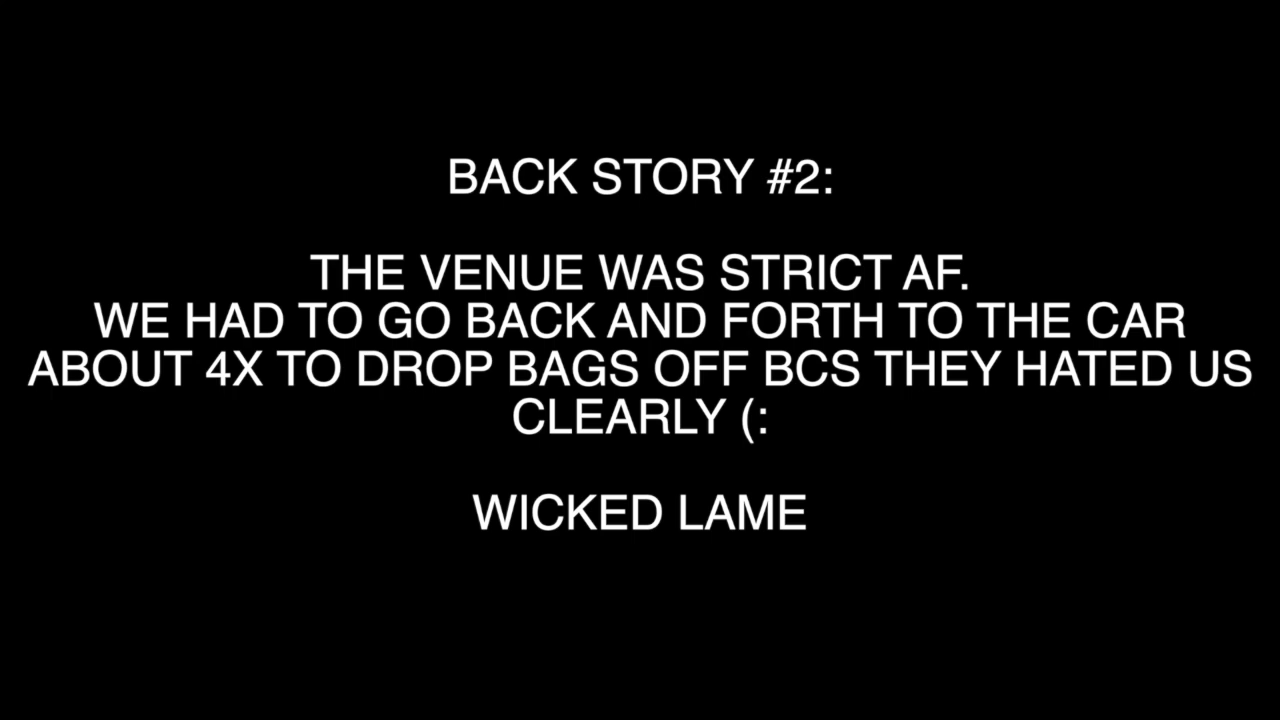 BACK STORY #2:
THE VENUE WAS STRICT AF.
WE HAD TO GO BACK AND FORTH TO THE CAR
ABOUT 4X TO DROP BAGS OFF BCS THEY HATED US
CLEARLY (:
WICKED LAME